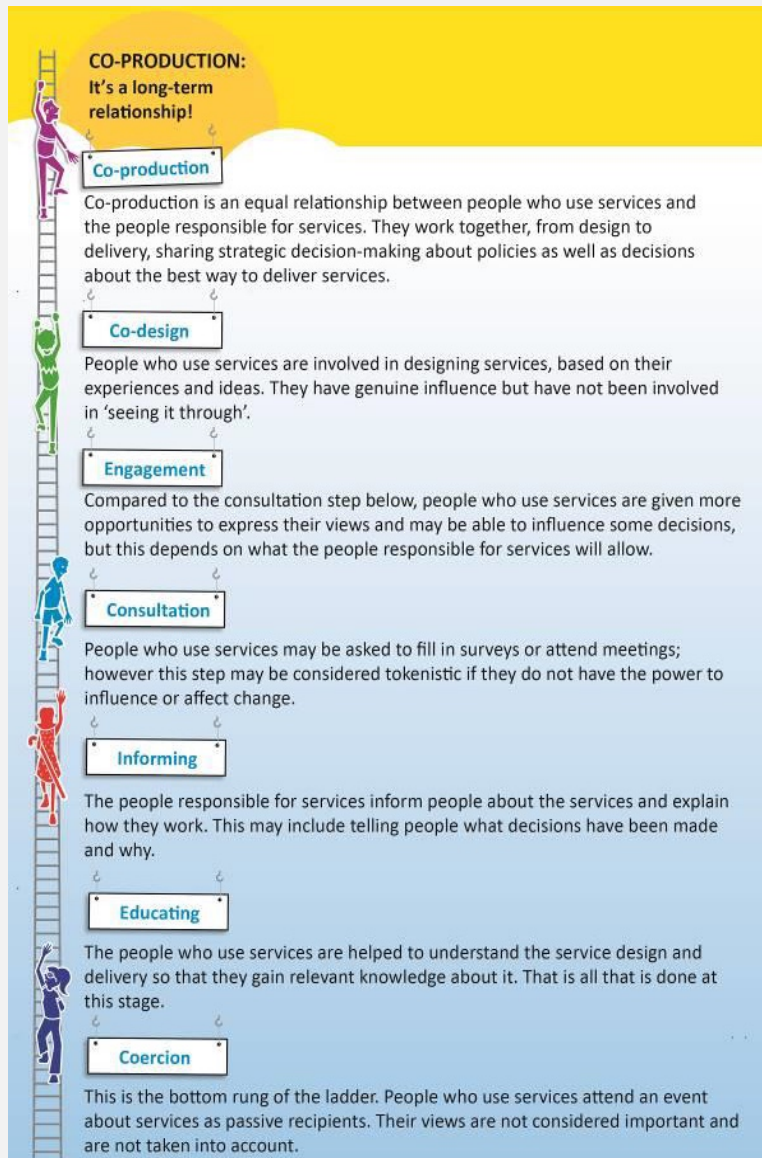 CO-PRODUCTION:
It's a long-term
relationship!
Co-production
Co-production is an equal relationship between people who use services and
the people responsible for services. They work together, from design to
delivery, sharing strategic decision-making about policies as well as decisions
about the best way to deliver services.
Co-design
People who use services are involved in designing services, based on their
experiences and ideas. They have genuine influence but have not been involved
in ‘seeing it through’.
Engagement
Compared to the consultation step below, people who use services are given more
opportunities to express their views and may be able to influence some decisions,
but this depends on what the people responsible for services will allow.
Consultation
People who use services may be asked to fill in surveys or attend meetings;
however this step may be considered tokenistic if they do not have the power to
influence or affect change.
Informing
The people responsible for services inform people about the services and explain
how they work. This may include telling people what decisions have been made
and why.
Educating
The people who use services are helped to understand the service design and
delivery so that they gain relevant knowledge about it. That is all that is done at
this stage.
Coercion
This is the bottom rung of the ladder. People who use services attend an event
about services as passive recipients. Their views are not considered important and
are not taken into account.